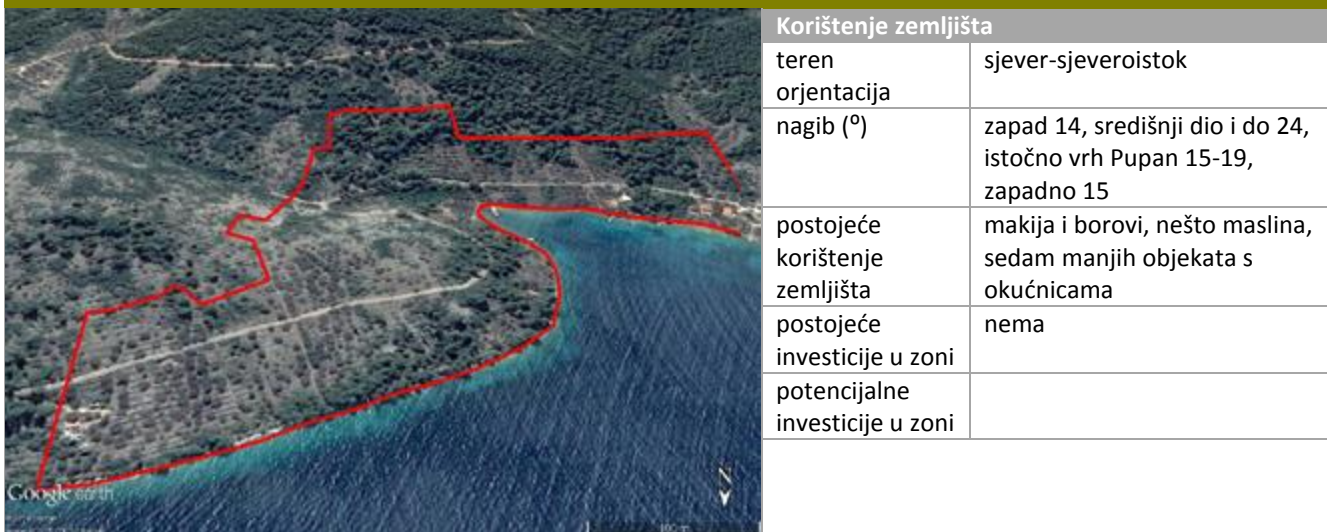 Korištenje zemljišta
teren
orjentacija
sjever-sjeveroistok
nagib (⁰)
zapad 14, središnji dio i do 24,
istočno vrh Pupan 15-19,
zapadno 15
postojeće
korištenje
zemljišta
makija i borovi, nešto maslina,
sedam manjih objekata s
okućnicama
postojeće
investicije u zoni
nema
potencijalne
investicije u zoni
Google earth
N